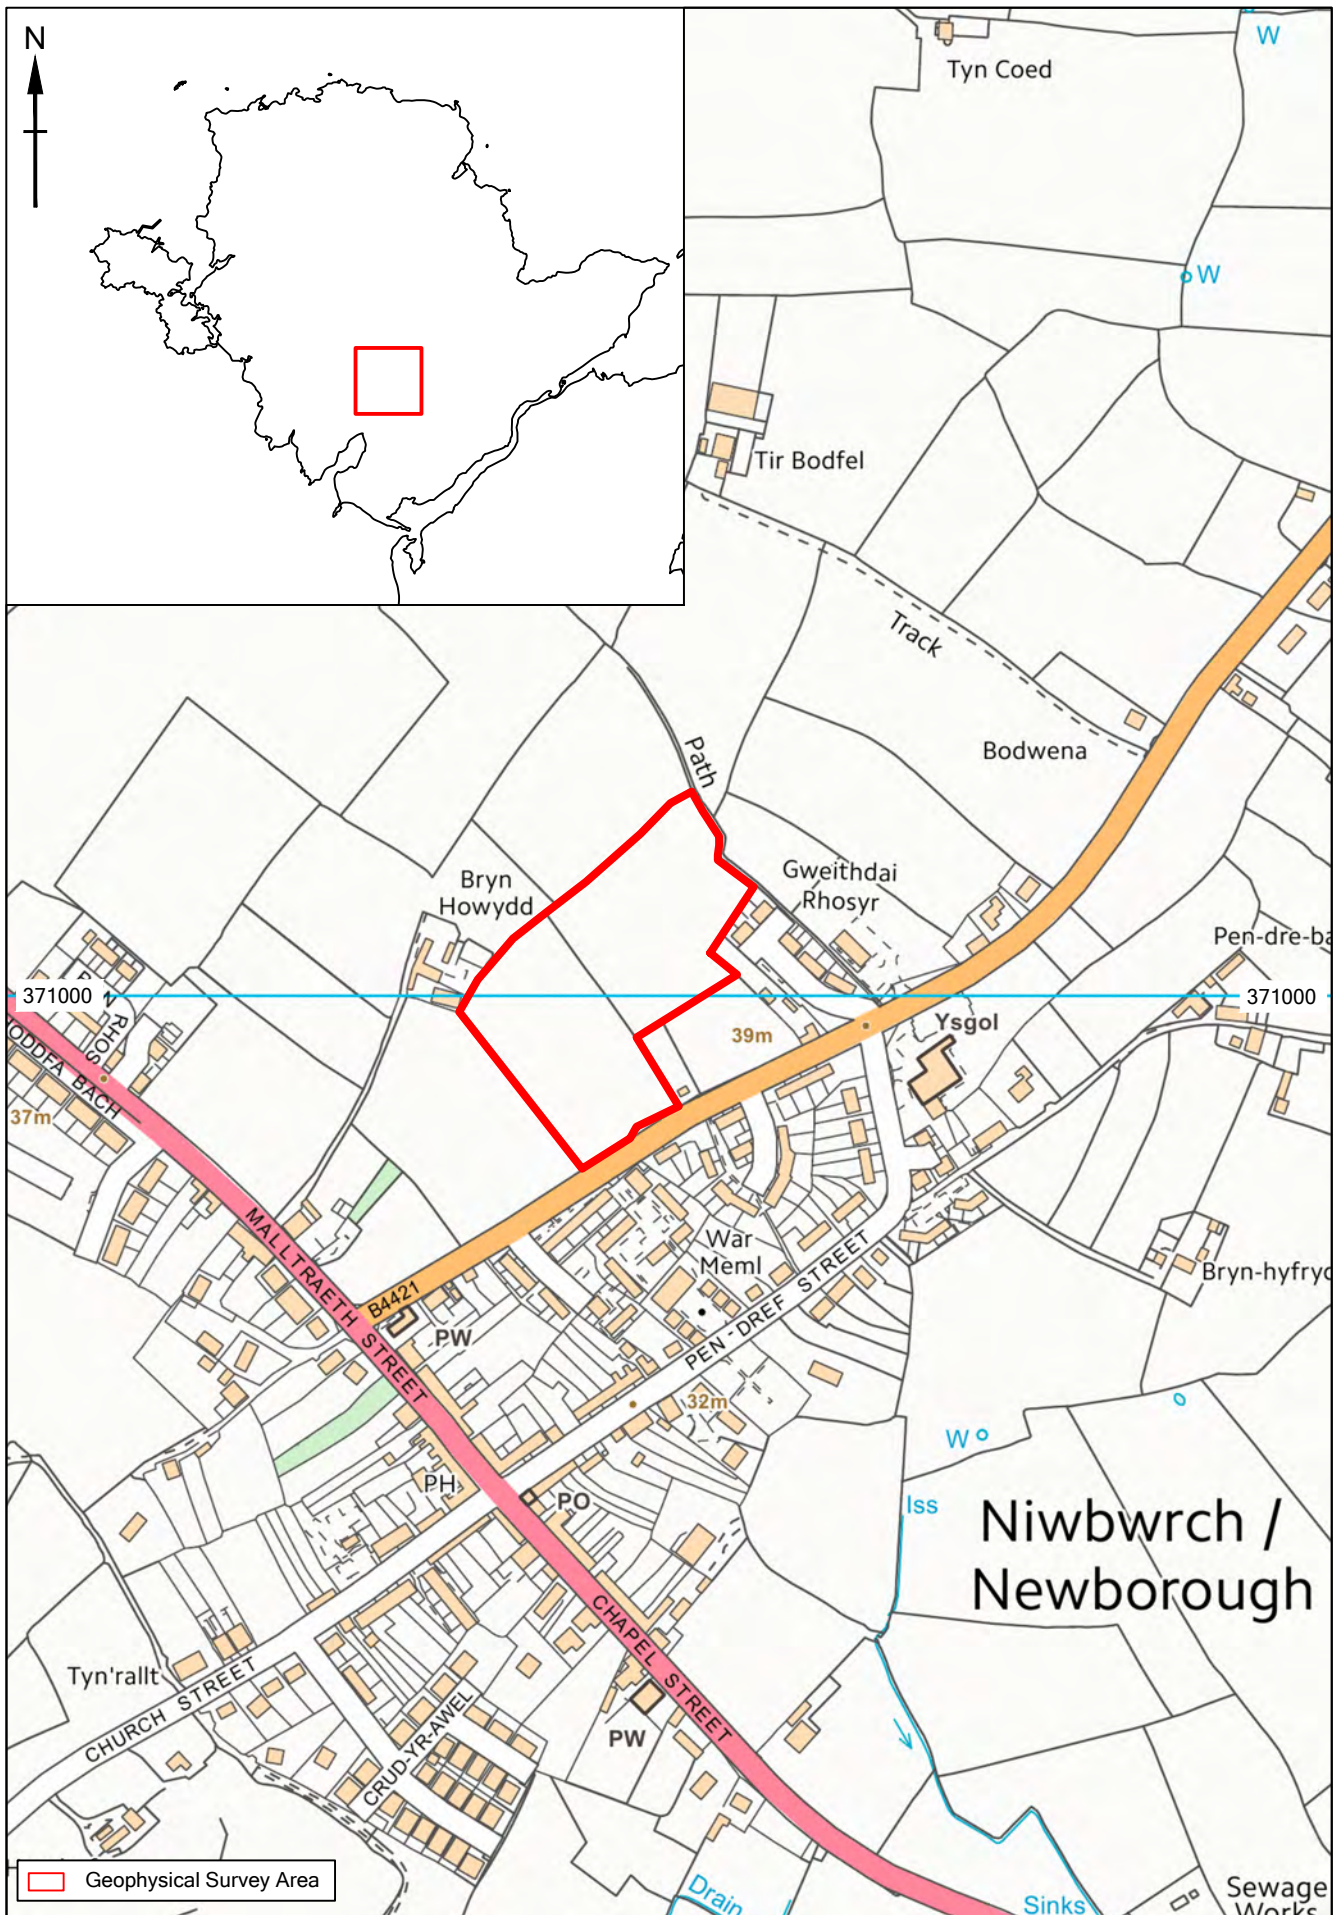 N
Tyn Coed
W
W
Tir Bodfel
Track
Bodwena
Path
Gweithdai
Rhosyr
Bryn
Howydd
Pen-dre-ba
371000
371000
RHOS
ODDFA BACH
37m
39m
Ysgol
MALLTRAETH STREET
B4421
PW
War
Meml
PEN-DREF STREET
Bryn-hyfryd
32m
W
PH
PO
Iss
Niwbwrch /
Newborough
CHAPEL STREET
Tyn'rallt
CHURCH STREET
CRUD-YR-AWEL
PW
Geophysical Survey Area
Drain
Sinks
Sewage
Works